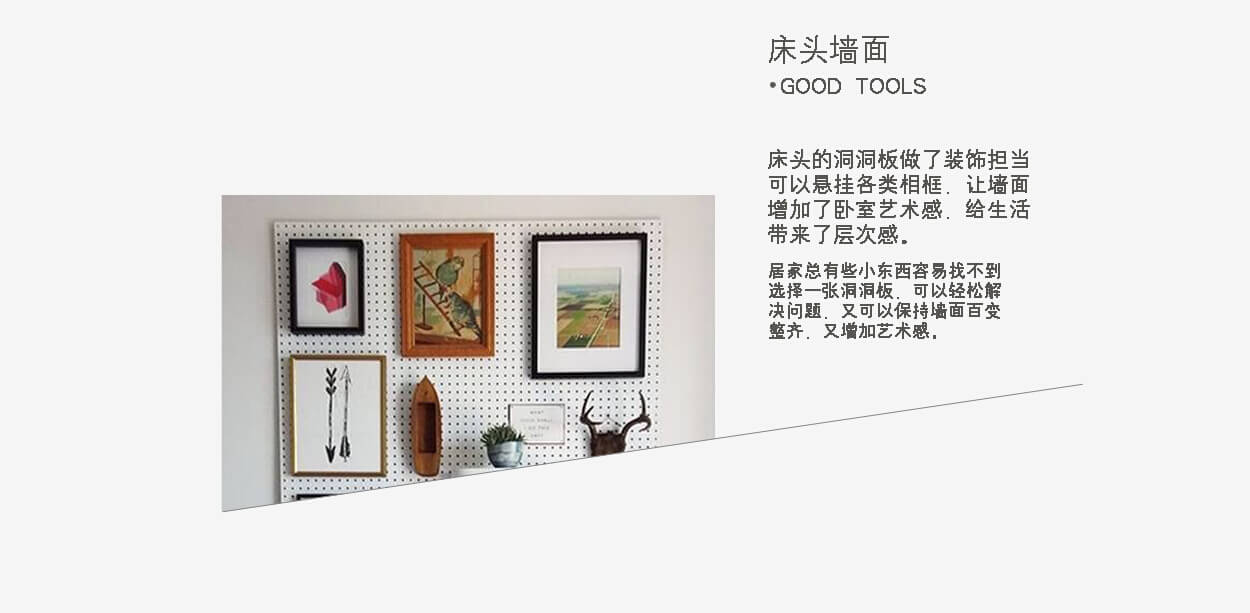 床头墙面
•GOOD TOOLS
床头的洞洞板做了装饰担当
可以悬挂各类相框，让墙面
增加了卧室艺术感，给生活
带来了层次感。
居家总有些小东西容易找不到
选择一张洞洞板，可以轻松解
决问题，又可以保持墙面百变
整齐，又增加艺术感。